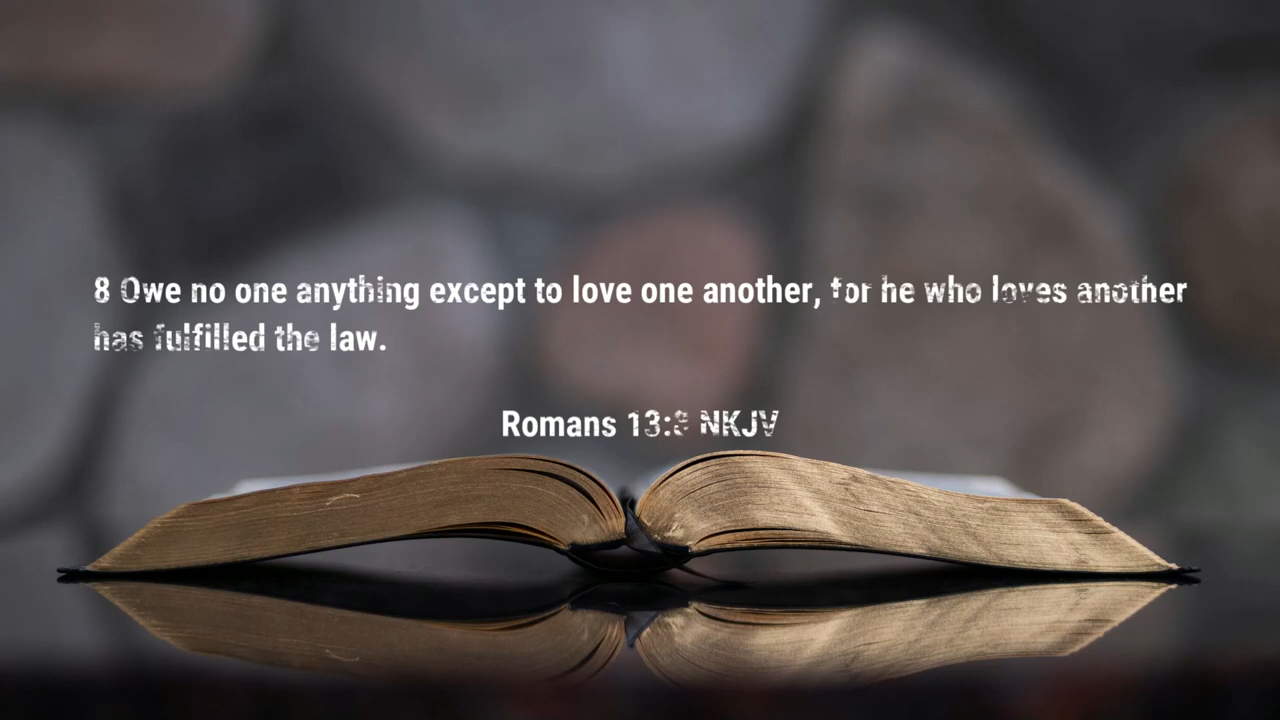 8 Owe no one anything except to love one another, for he who loves another
has fulfilled the law.
Romans 13:8 NKJV